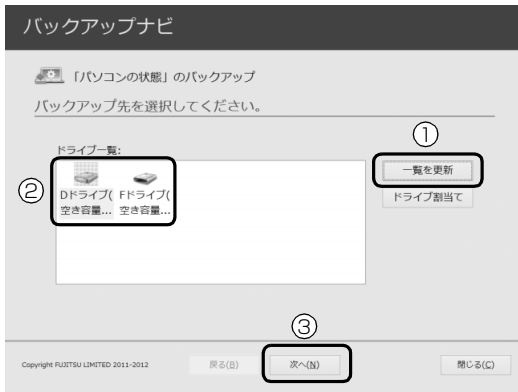 バックアップナビ
「パソコンの状態」のバックアップ
バックアップ先を選択してください。
①
ドライブ一覧:
一覧を更新
②
Dドライブ( Fドライブ(
空き容量... 空き容量...
ドライブ割当て
③
Copyright FUJITSU LIMITED 2011-2012 戻る(B) 次へ(N) 閉じる(C)